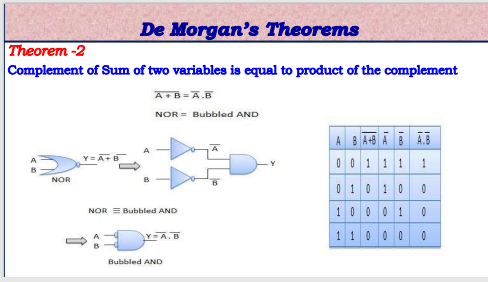 De Morgan's Theorems
Theorem -2
Complement of Sum of two variables is equal to product of the complement
A̅ ̅+̅ ̅B̅ = A̅ . B̅
NOR = Bubbled AND
A
B
Y = A̅ ̅+̅ ̅B̅
NOR
A
A̅
B
B̅
Y
NOR ≡ Bubbled AND
A
B
Y = A̅ . B̅
Bubbled AND
A B A̅+̅B̅ A̅ B̅ A̅.B̅
0 0 1 1 1 1
0 1 0 1 0 0
1 0 0 0 1 0
1 1 0 0 0 0